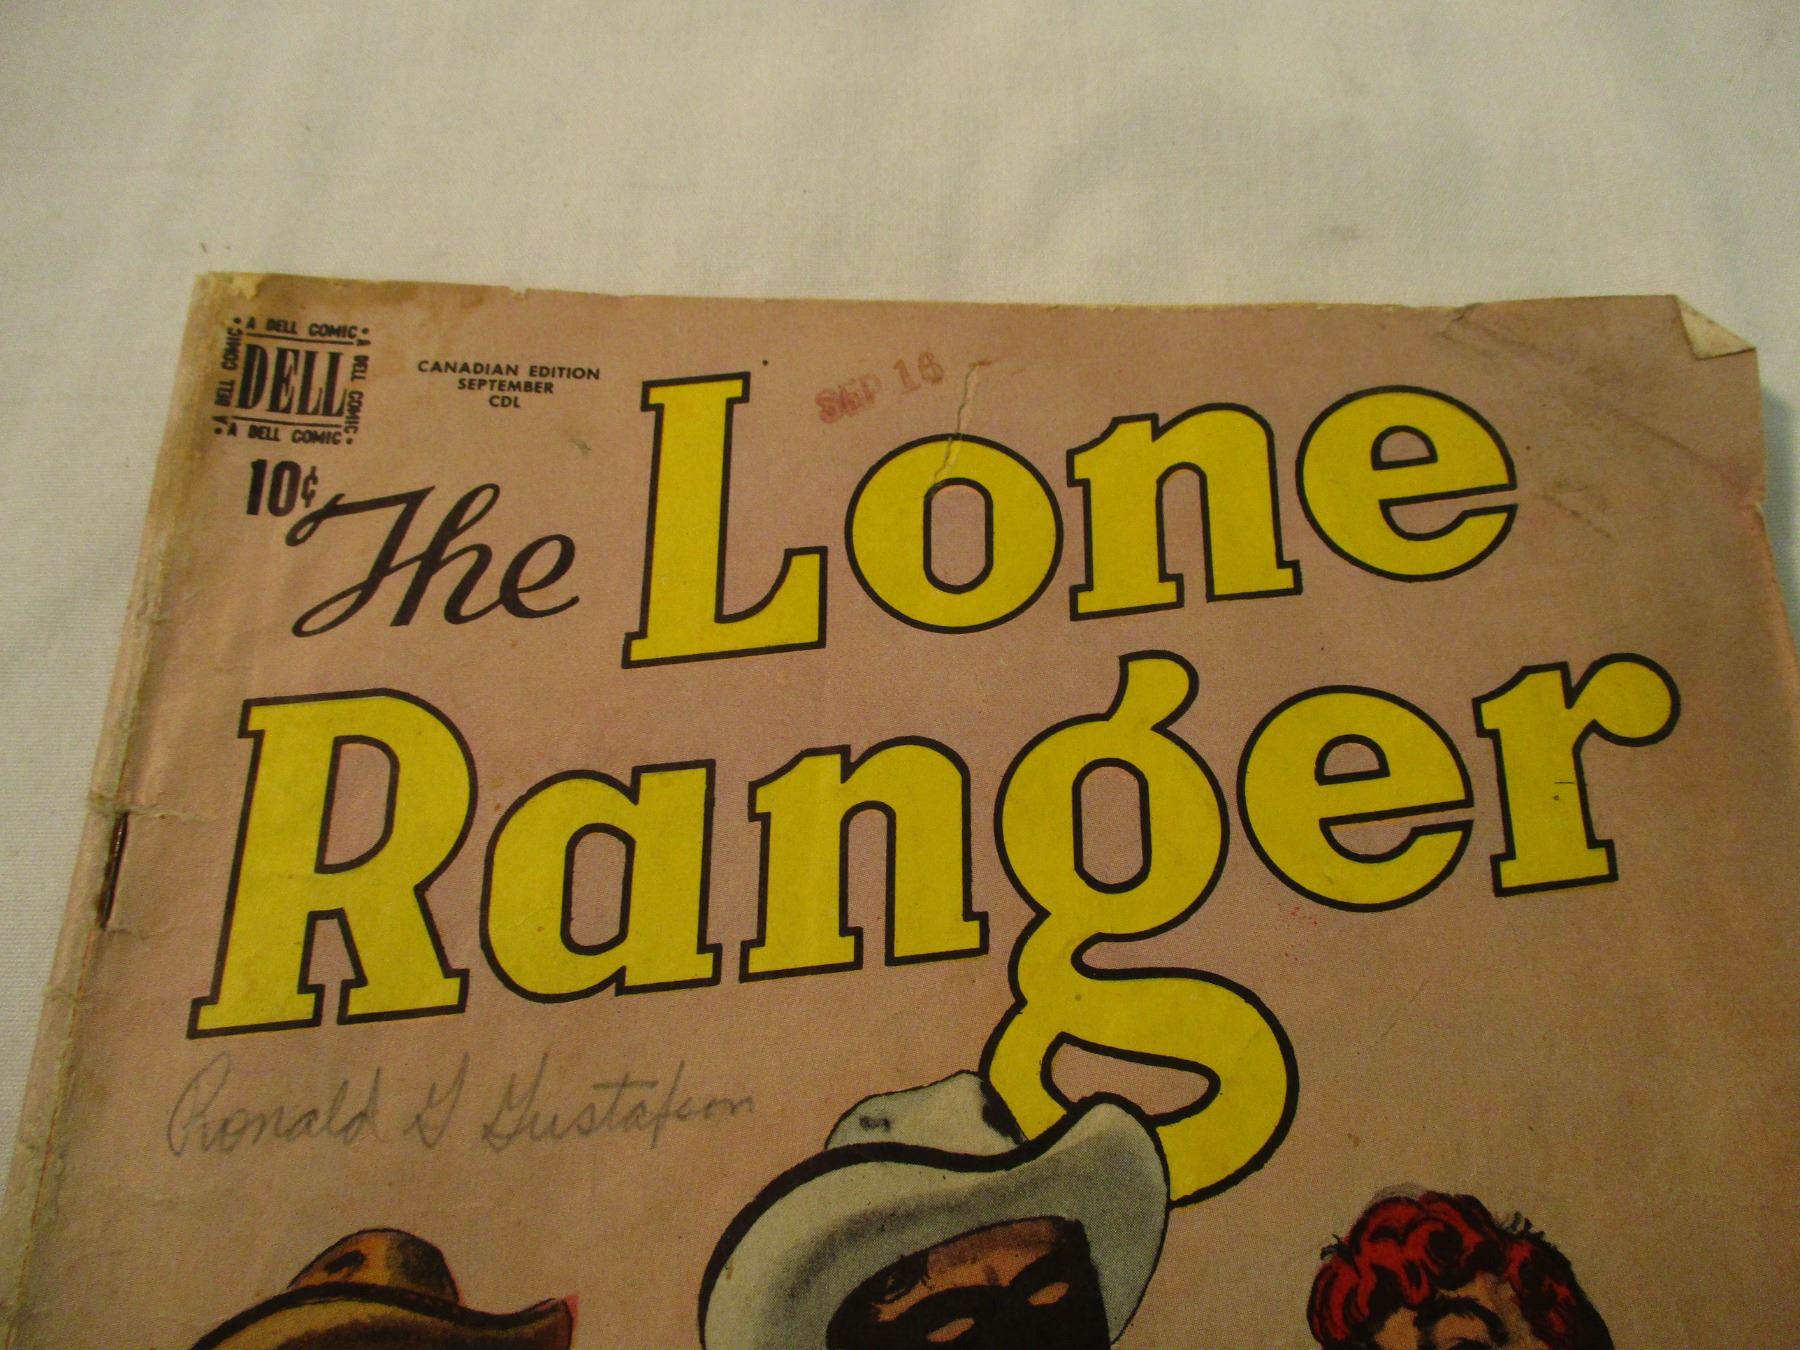 • A DELL COMIC •
A DELL COMIC
DELL
A DELL COMIC
• A DELL COMIC •
10¢
CANADIAN EDITION
SEPTEMBER
CDL
SEP 16
The Lone
Ranger
Ronald G Gustafson